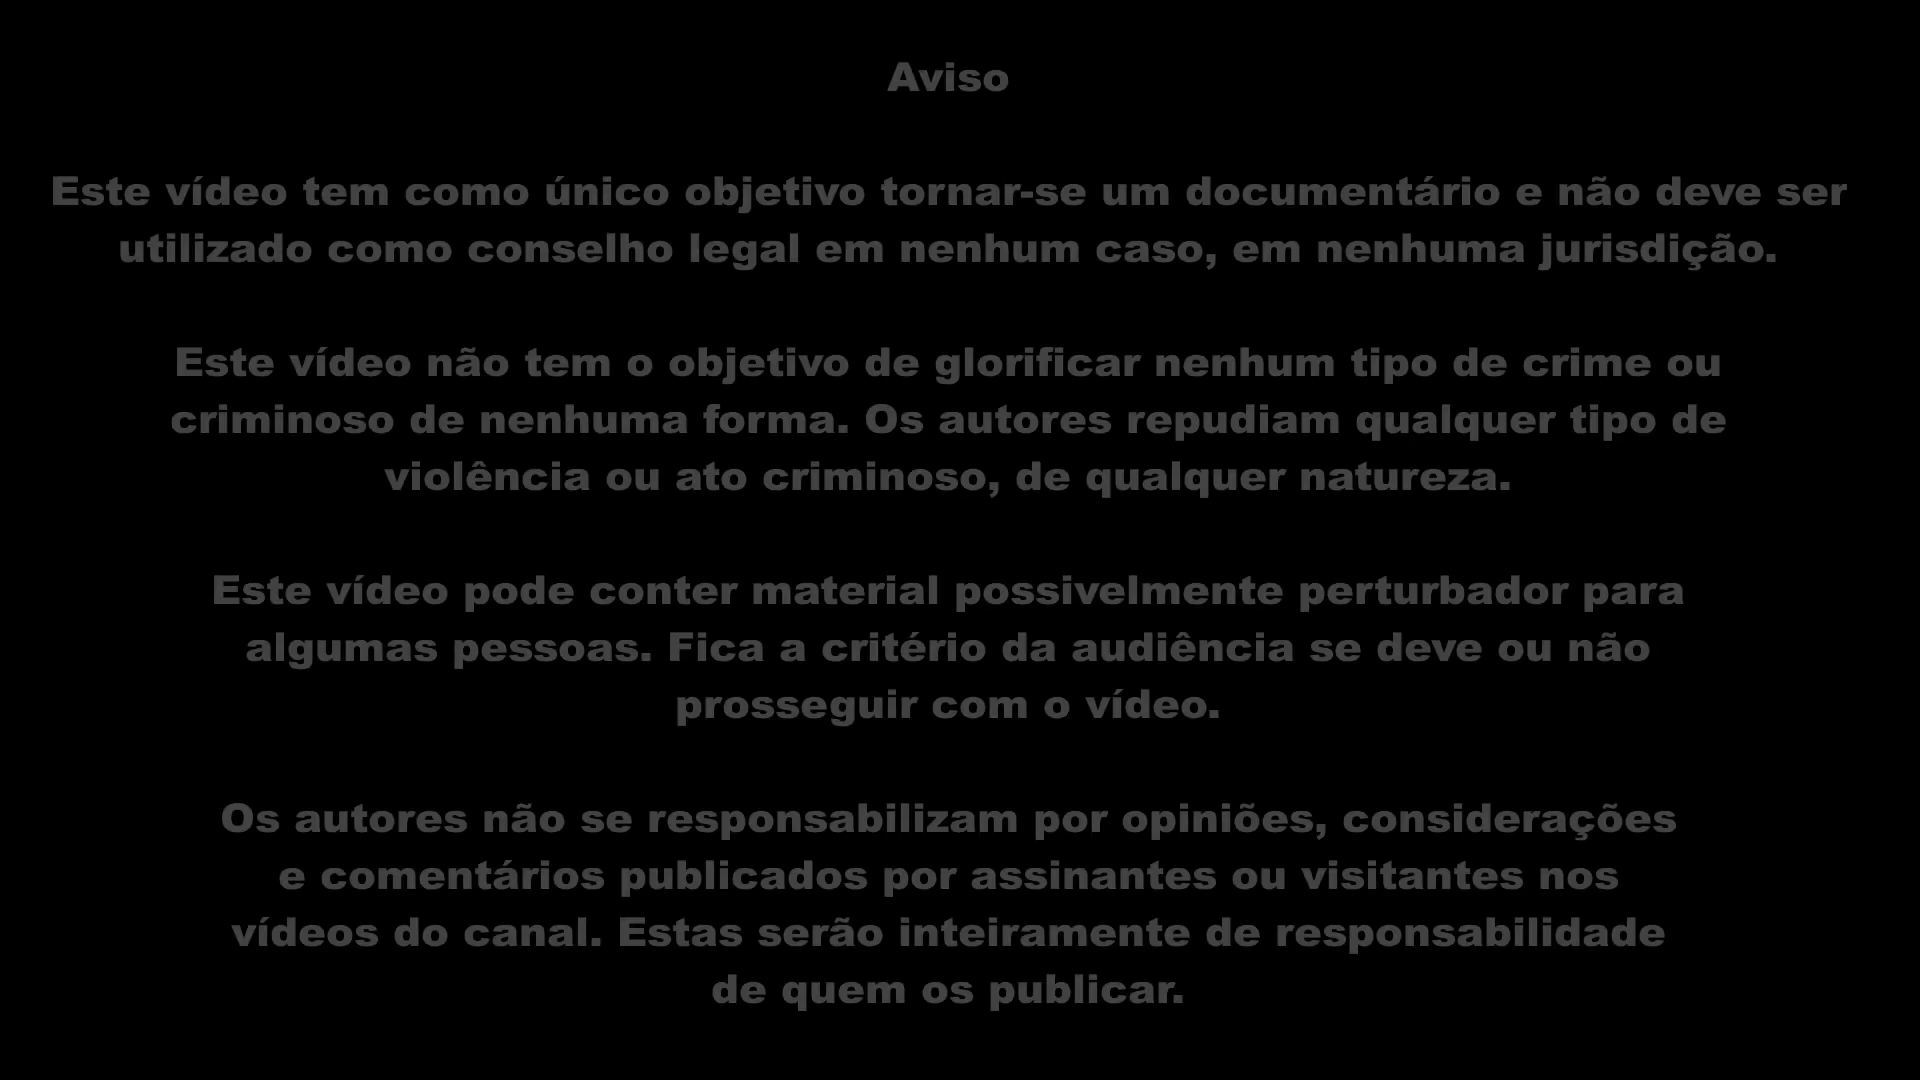 Aviso
Este vídeo tem como único objetivo tornar-se um documentário e não deve ser
utilizado como conselho legal em nenhum caso, em nenhuma jurisdição.
Este vídeo não tem o objetivo de glorificar nenhum tipo de crime ou
criminoso de nenhuma forma. Os autores repudiam qualquer tipo de
violência ou ato criminoso, de qualquer natureza.
Este vídeo pode conter material possivelmente perturbador para
algumas pessoas. Fica a critério da audiência se deve ou não
prosseguir com o vídeo.
Os autores não se responsabilizam por opiniões, considerações
e comentários publicados por assinantes ou visitantes nos
vídeos do canal. Estas serão inteiramente de responsabilidade
de quem os publicar.